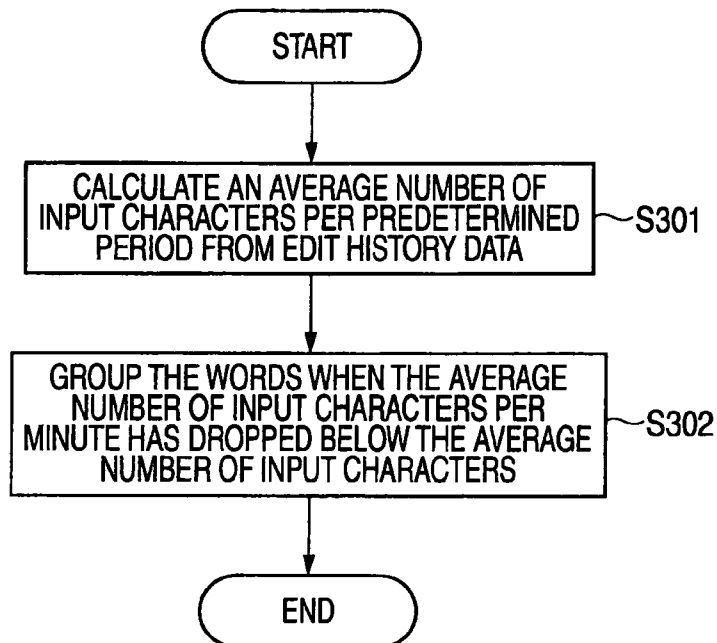 START
CALCULATE AN AVERAGE NUMBER OF
INPUT CHARACTERS PER PREDETERMINED
PERIOD FROM EDIT HISTORY DATA
S301
GROUP THE WORDS WHEN THE AVERAGE
NUMBER OF INPUT CHARACTERS PER
MINUTE HAS DROPPED BELOW THE AVERAGE
NUMBER OF INPUT CHARACTERS
S302
END